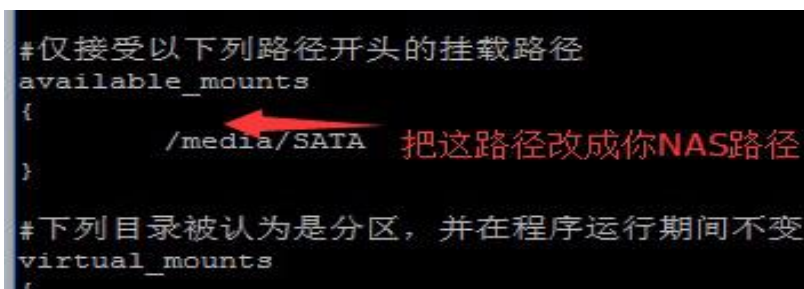 #仅接受以下列路径开头的挂载路径
available_mounts
{
/media/SATA 把这路径改成你NAS路径
}
#下列目录被认为是分区，并在程序运行期间不变
virtual_mounts
{